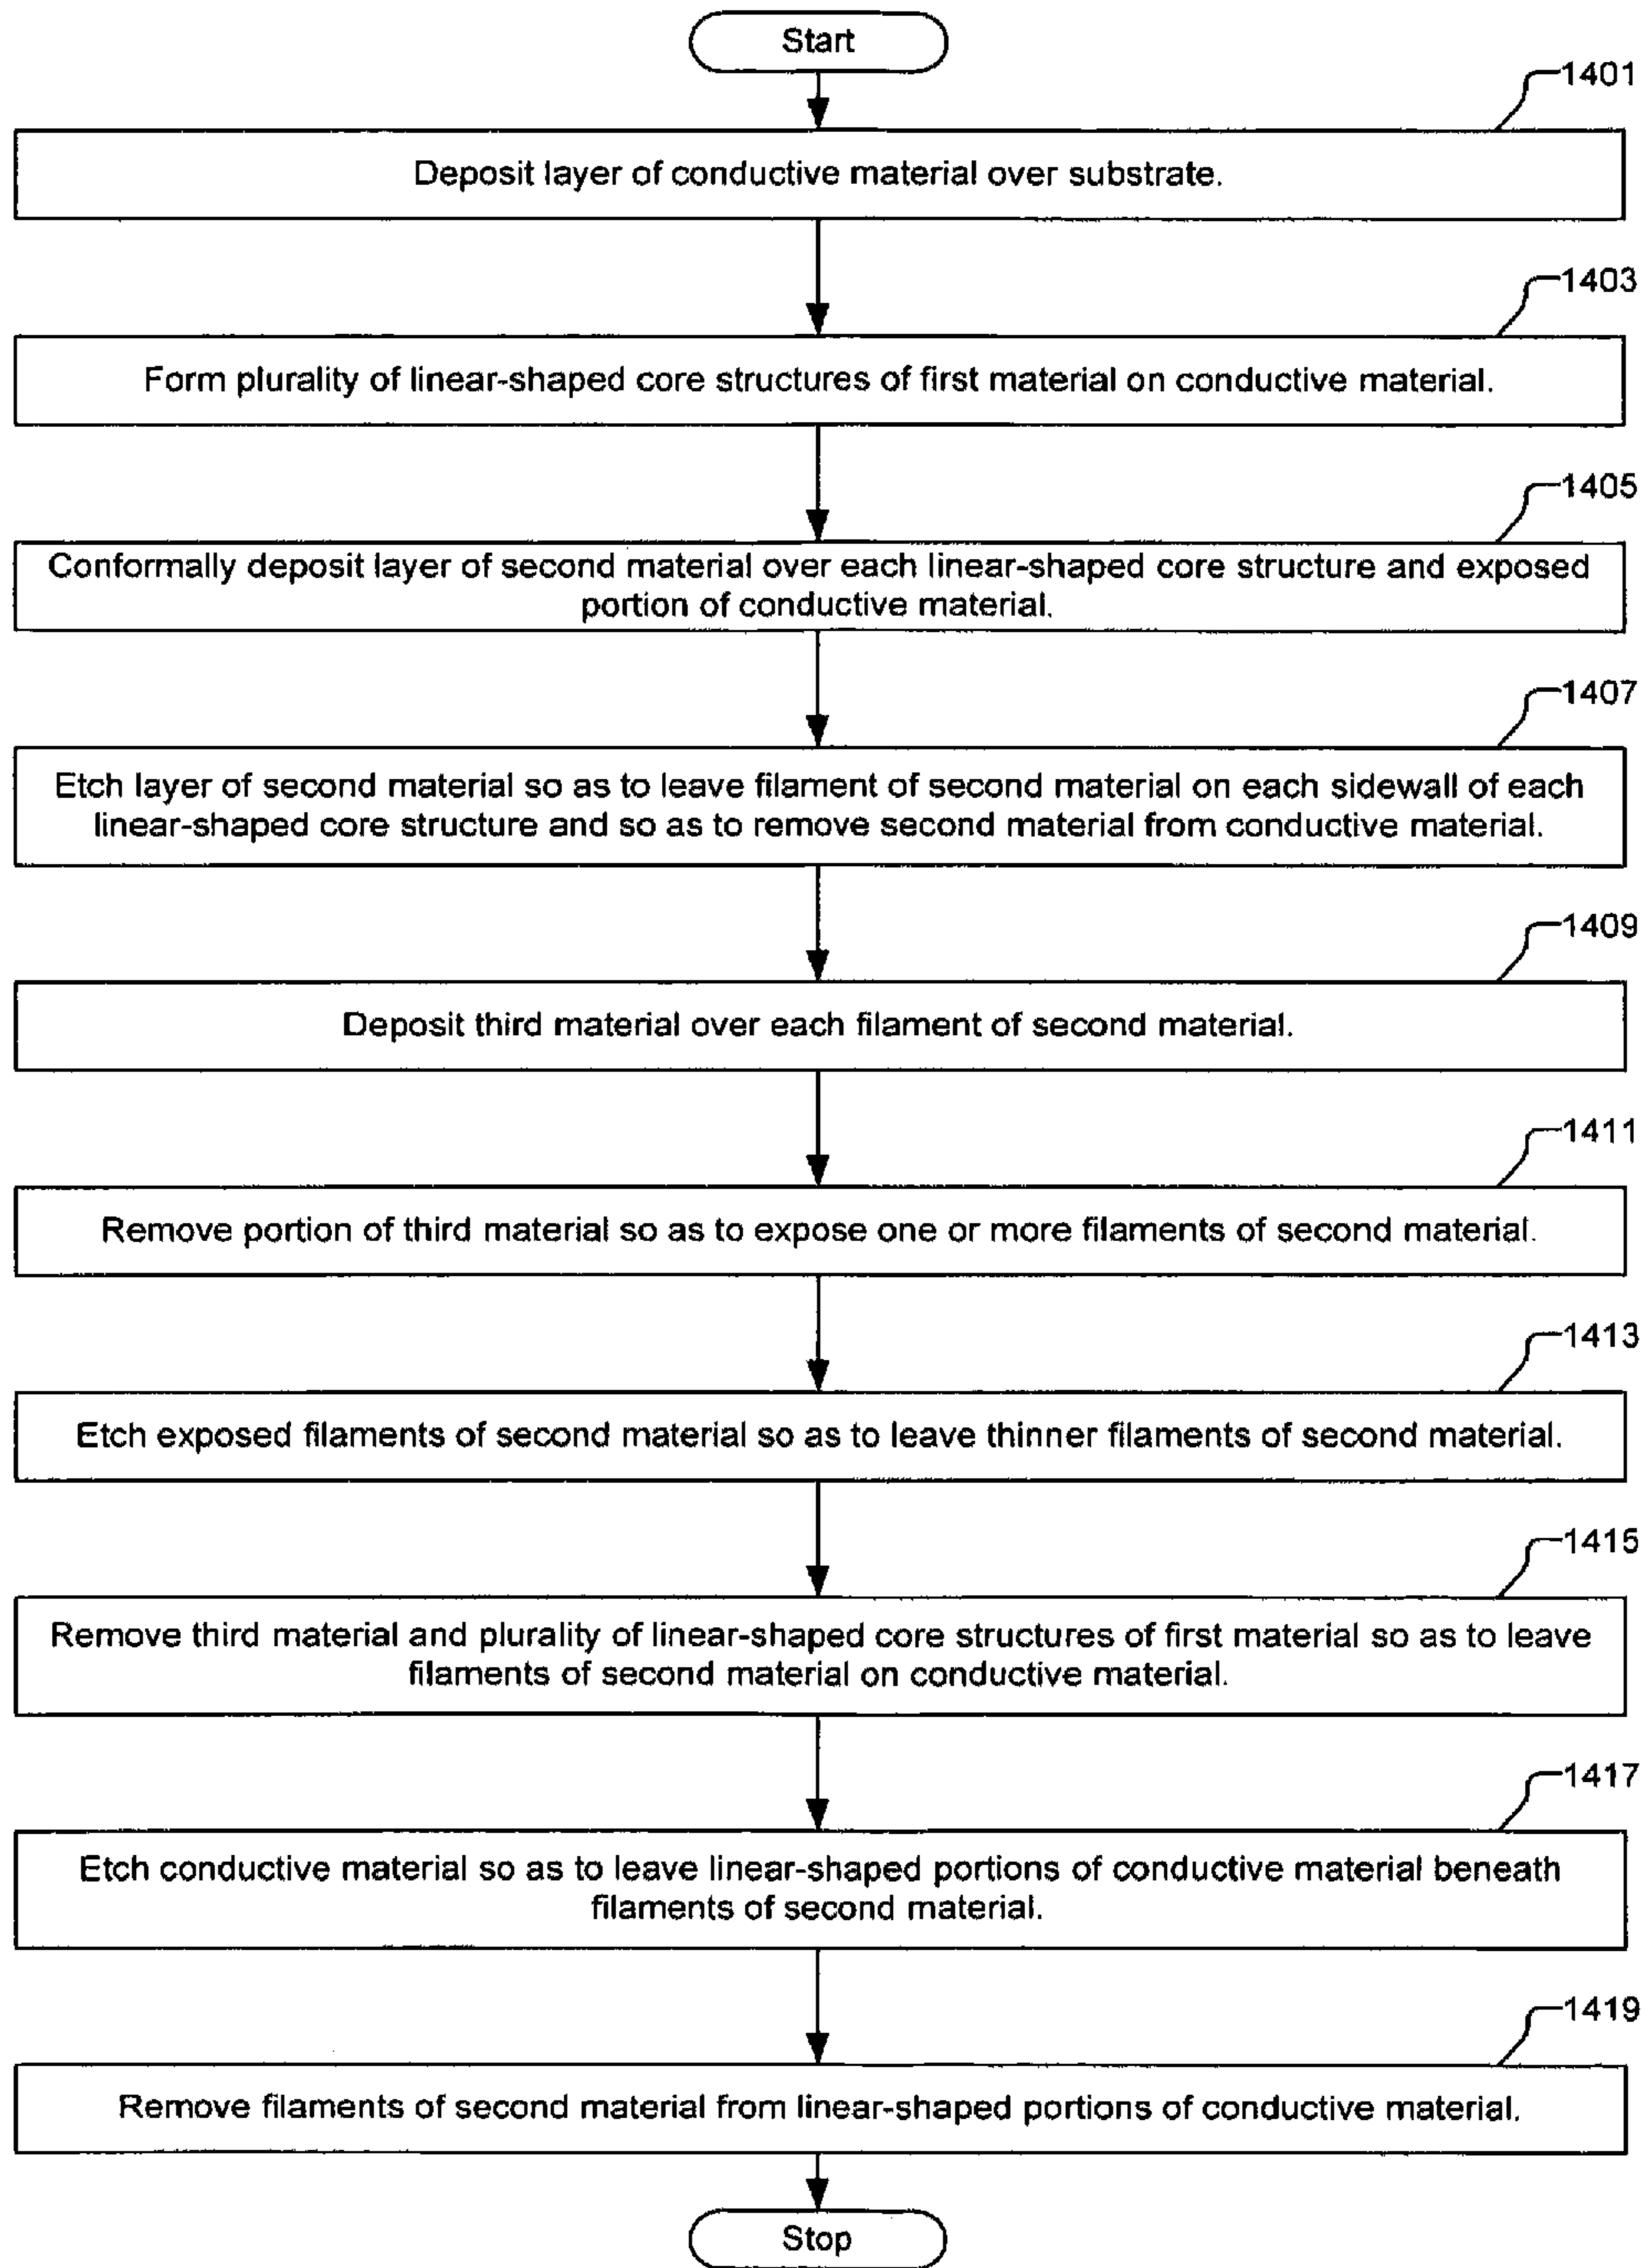 Start
1401
Deposit layer of conductive material over substrate.
1403
Form plurality of linear-shaped core structures of first material on conductive material.
1405
Conformally deposit layer of second material over each linear-shaped core structure and exposed
portion of conductive material.
1407
Etch layer of second material so as to leave filament of second material on each sidewall of each
linear-shaped core structure and so as to remove second material from conductive material.
1409
Deposit third material over each filament of second material.
1411
Remove portion of third material so as to expose one or more filaments of second material.
1413
Etch exposed filaments of second material so as to leave thinner filaments of second material.
1415
Remove third material and plurality of linear-shaped core structures of first material so as to leave
filaments of second material on conductive material.
1417
Etch conductive material so as to leave linear-shaped portions of conductive material beneath
filaments of second material.
1419
Remove filaments of second material from linear-shaped portions of conductive material.
Stop